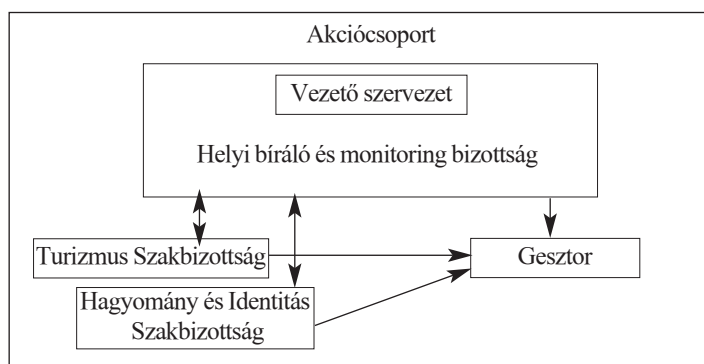 Akciócsoport
Vezető szervezet
Helyi bíráló és monitoring bizottság
Turizmus Szakbizottság
Gesztor
Hagyomány és Identitás
Szakbizottság